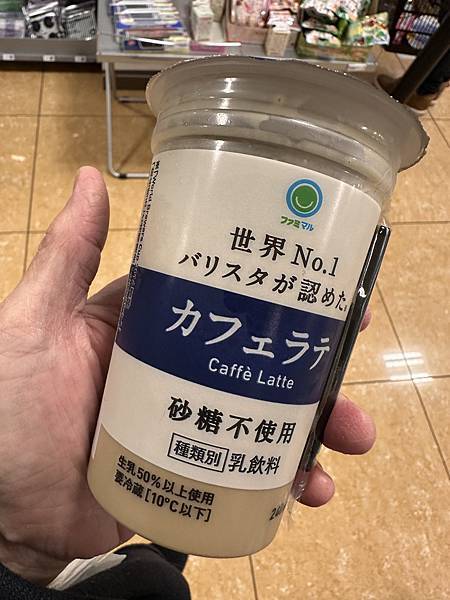 ファミマル
世界No.1
バリスタが認めた。
カフェラテ
Caffè Latte
砂糖不使用
種類別 乳飲料
生乳50%以上使用
要冷蔵[10℃以下]